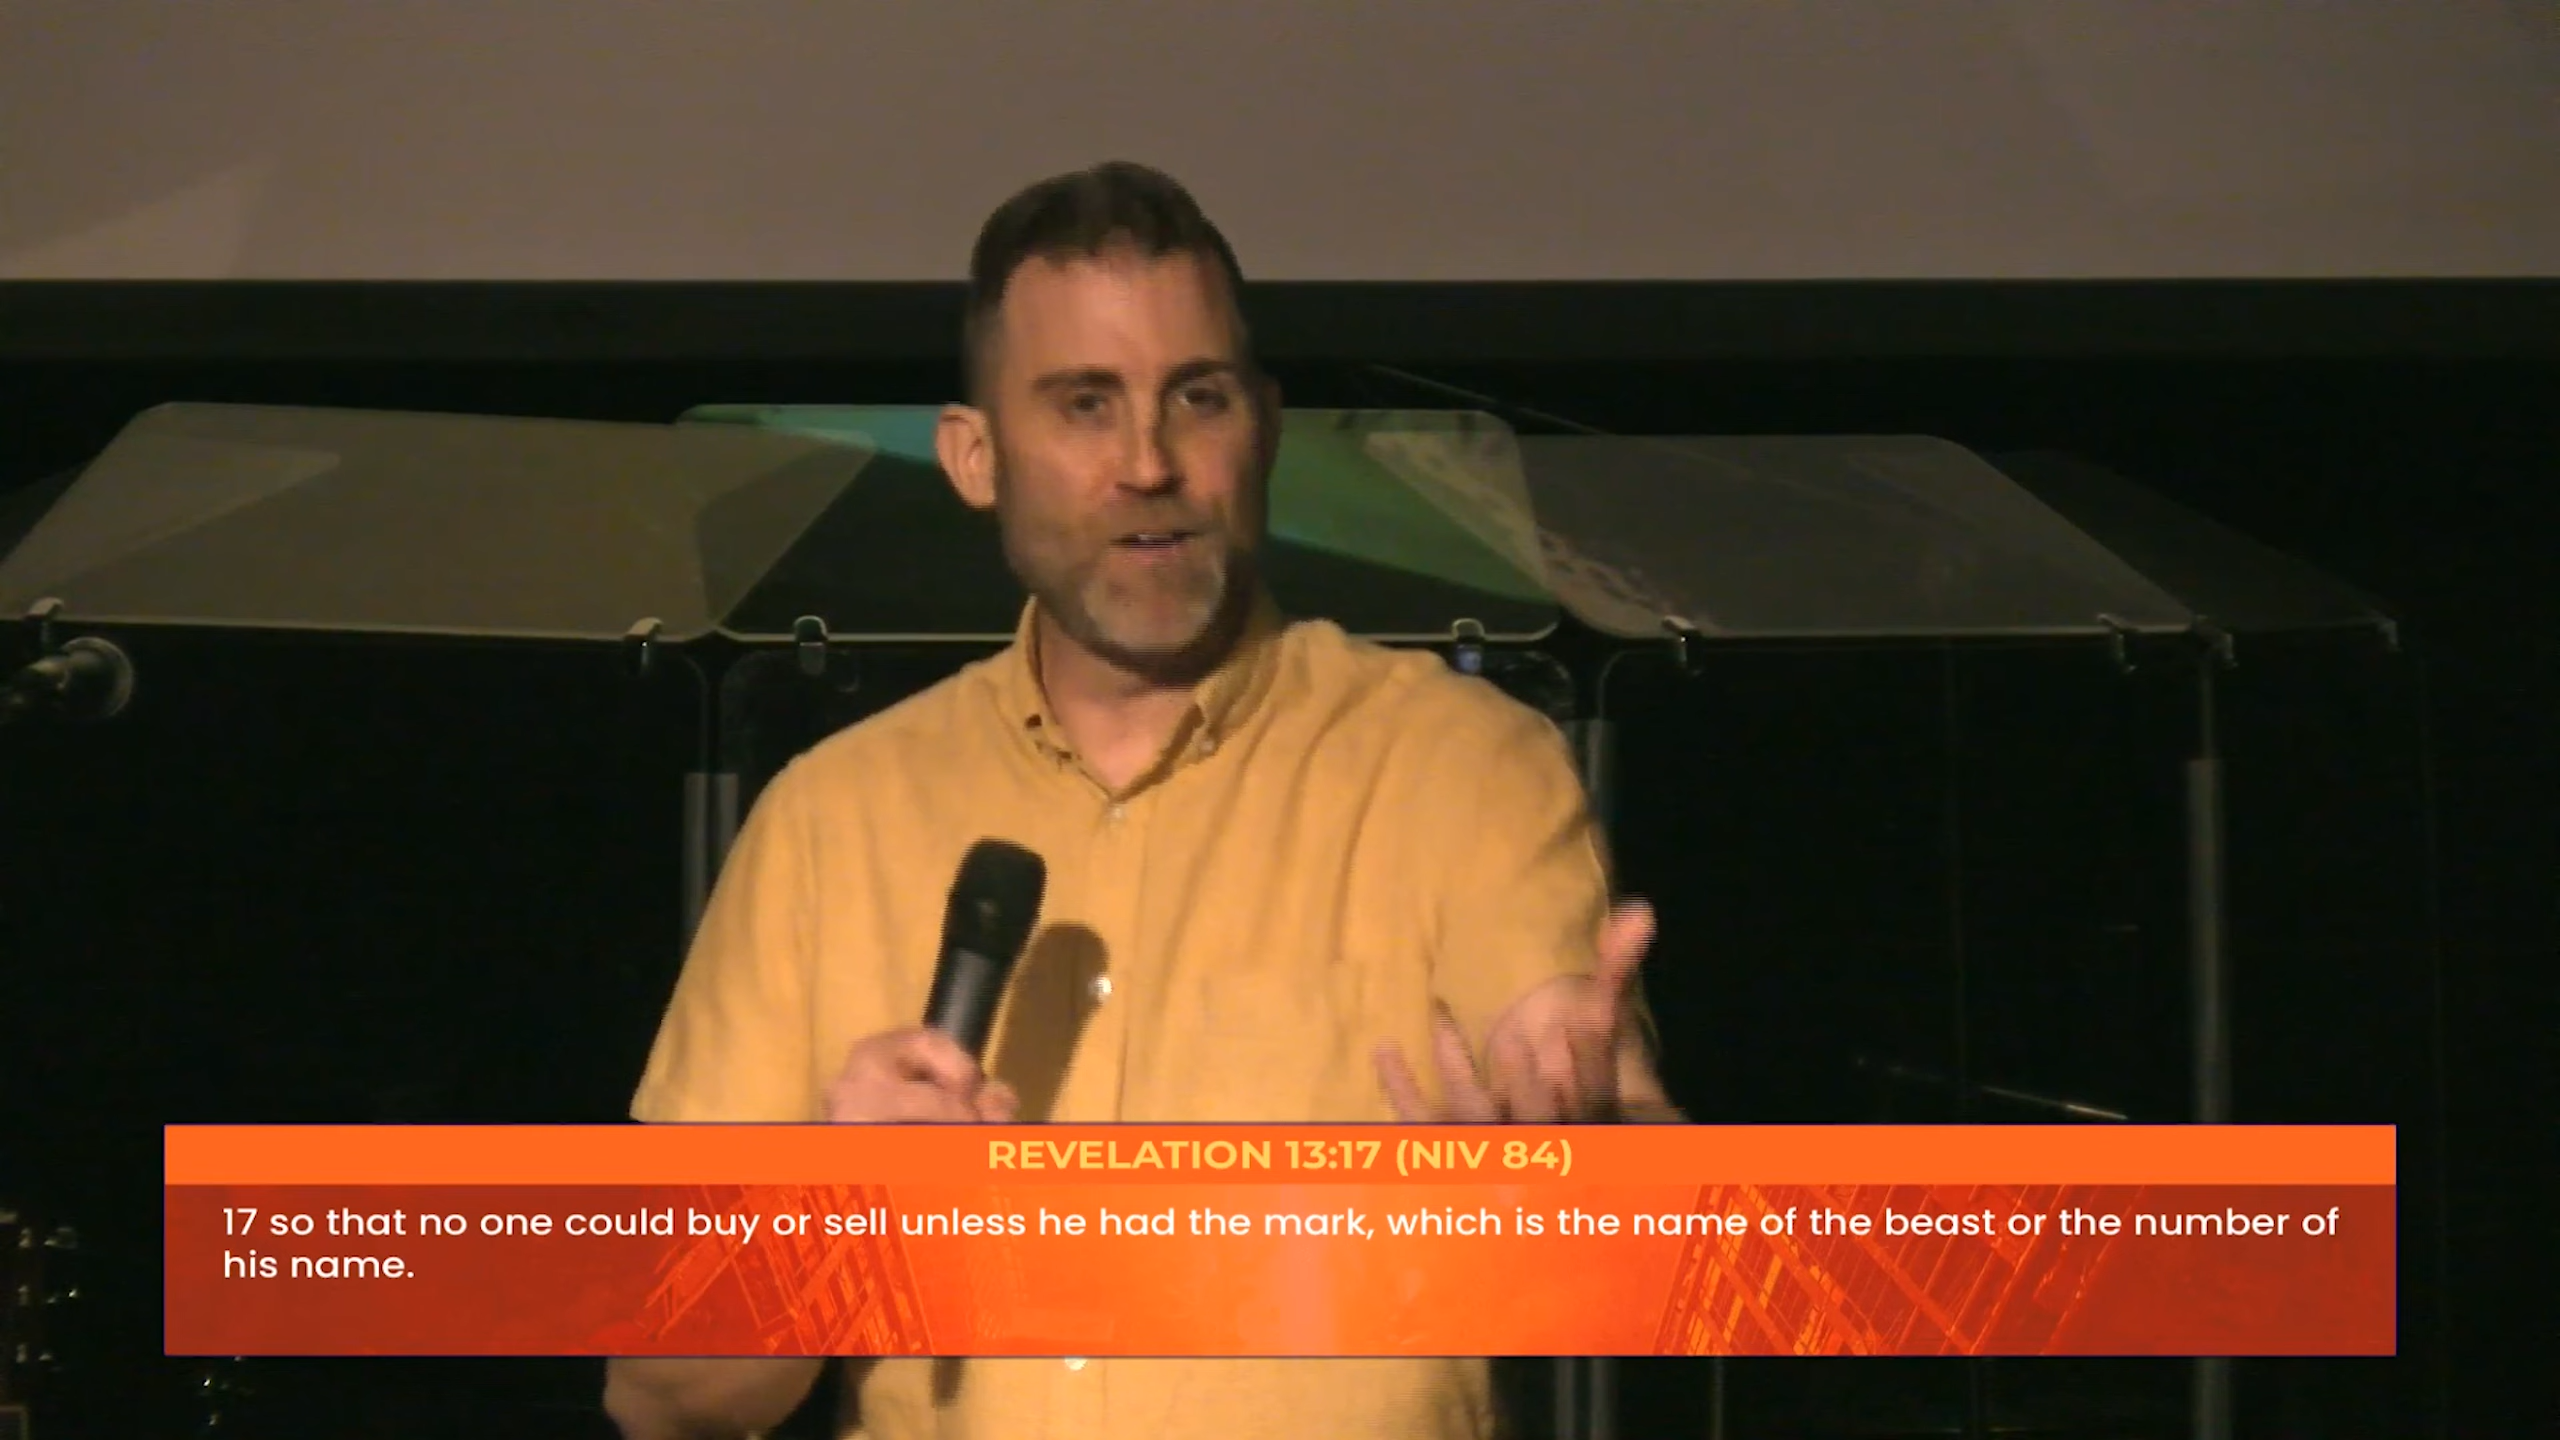 REVELATION 13:17 (NIV 84)
17 so that no one could buy or sell unless he had the mark, which is the name of the beast or the number of
his name.